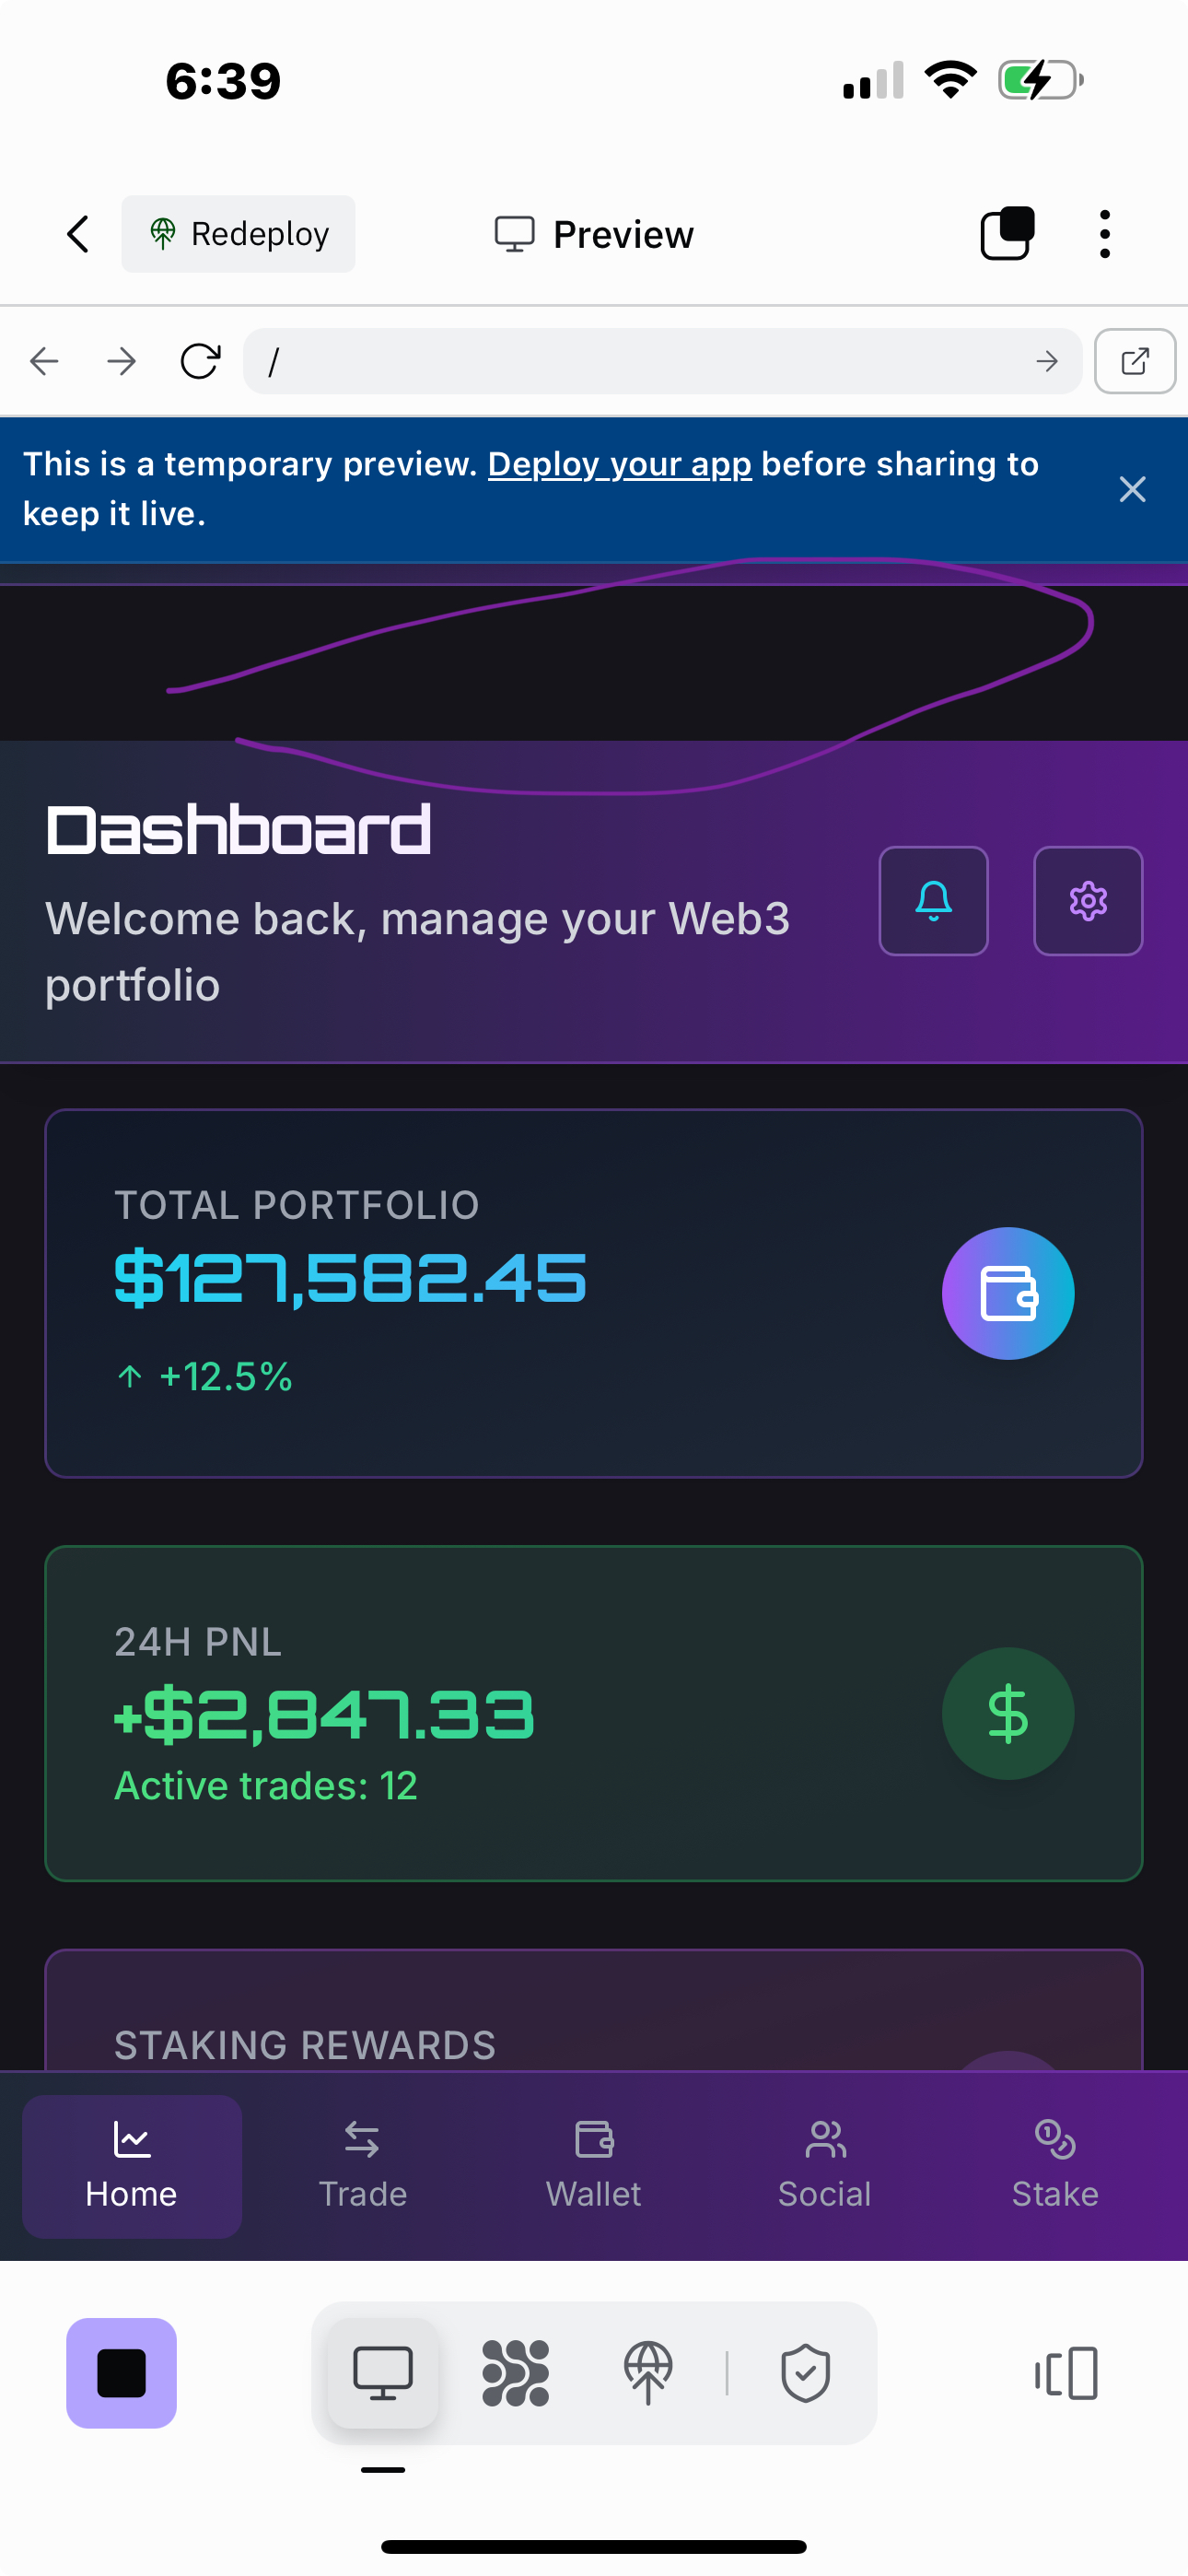 6:39
Redeploy
Preview
/
This is a temporary preview. Deploy your app before sharing to
keep it live.
Dashboard
Welcome back, manage your Web3
portfolio
TOTAL PORTFOLIO
$127,582.45
↑ +12.5%
24H PNL
+$2,847.33
Active trades: 12
STAKING REWARDS
Home
Trade
Wallet
Social
Stake